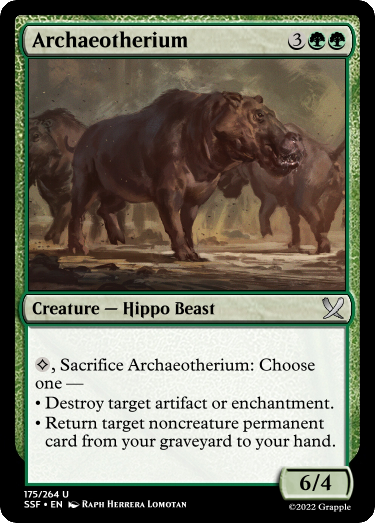 Archaeotherium 3
Creature — Hippo Beast
, Sacrifice Archaeotherium: Choose
one —
• Destroy target artifact or enchantment.
• Return target noncreature permanent
card from your graveyard to your hand.
6/4
175/264 U
SSF • EN Raph Herrera Lomotan
©2022 Grapple